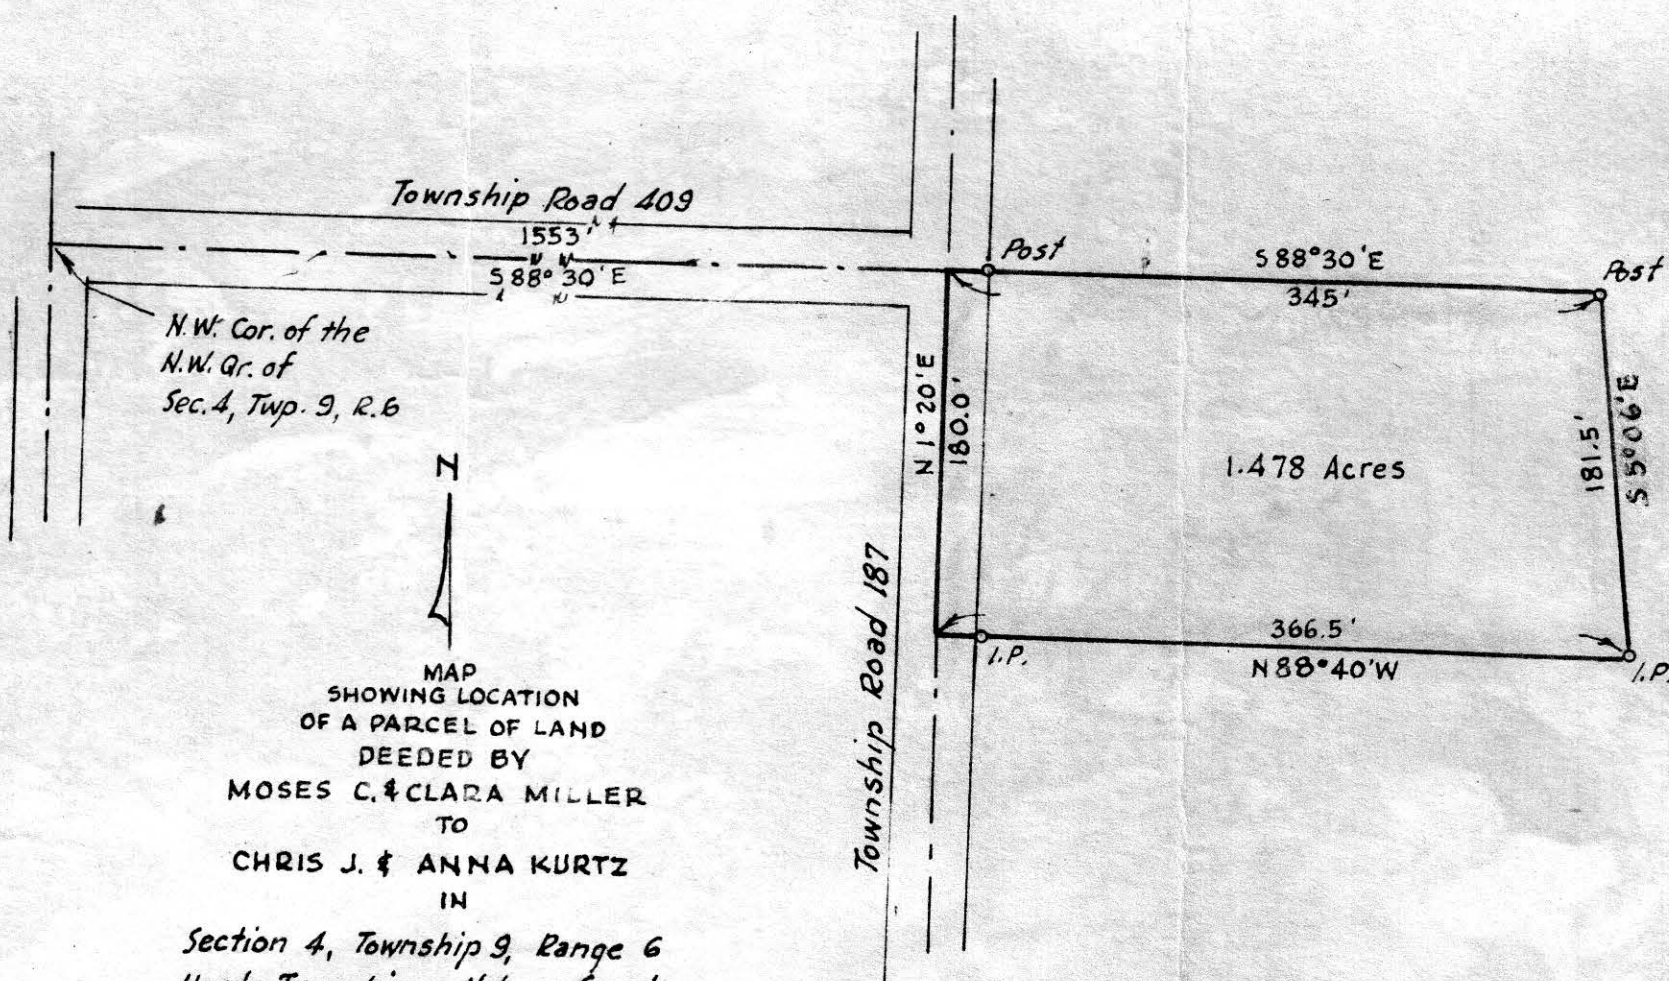 Township Road 409
1553'
S 88° 30' E
Post
S 88° 30' E
345'
Post
N.W. Cor. of the
N.W. Qr. of
Sec. 4, Twp. 9, R. 6
N 1° 20' E
180.0'
1.478 Acres
181.5'
S 5° 06' E
N
Township Road 187
366.5'
N 88° 40' W
I.P.
I.P.
MAP
SHOWING LOCATION
OF A PARCEL OF LAND
DEEDED BY
MOSES C. & CLARA MILLER
TO
CHRIS J. & ANNA KURTZ
IN
Section 4, Township 9, Range 6